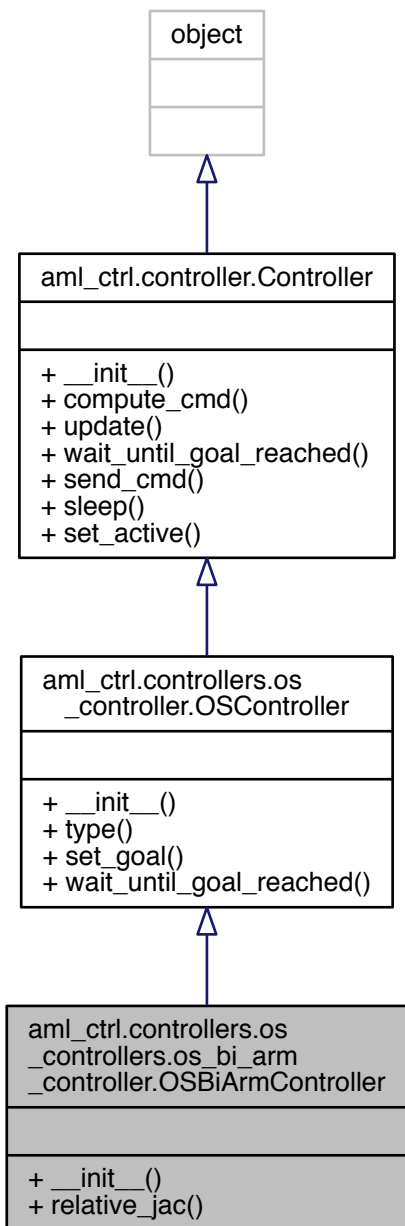 object
aml_ctrl.controller.Controller
+ __init__()
+ compute_cmd()
+ update()
+ wait_until_goal_reached()
+ send_cmd()
+ sleep()
+ set_active()
aml_ctrl.controllers.os
_controller.OSController
+ __init__()
+ type()
+ set_goal()
+ wait_until_goal_reached()
aml_ctrl.controllers.os
_controllers.os_bi_arm
_controller.OSBiArmController
+ __init__()
+ relative_jac()